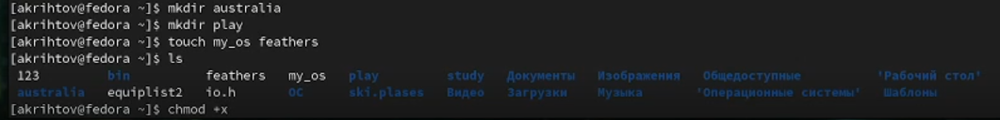 [akrihtov@fedora ~]$ mkdir australia
[akrihtov@fedora ~]$ mkdir play
[akrihtov@fedora ~]$ touch my_os feathers
[akrihtov@fedora ~]$ ls
123 bin feathers my_os play study Документы Изображения Общедоступные 'Рабочий стол'
australia equiplist2 io.h ОС ski.plases Видео Загрузки Музыка 'Операционные системы' Шаблоны
[akrihtov@fedora ~]$ chmod +x